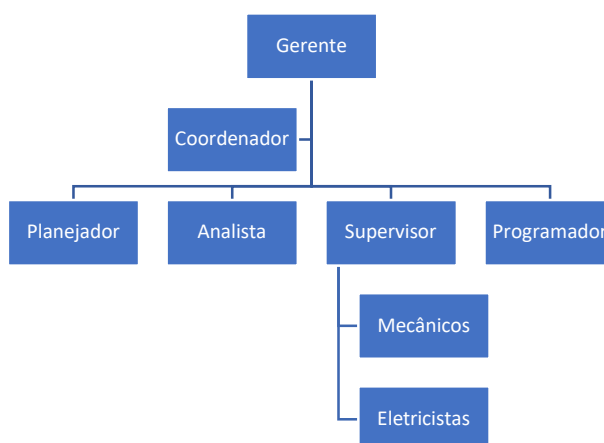 Gerente
Coordenador
Planejador
Analista
Supervisor
Programador
Mecânicos
Eletricistas